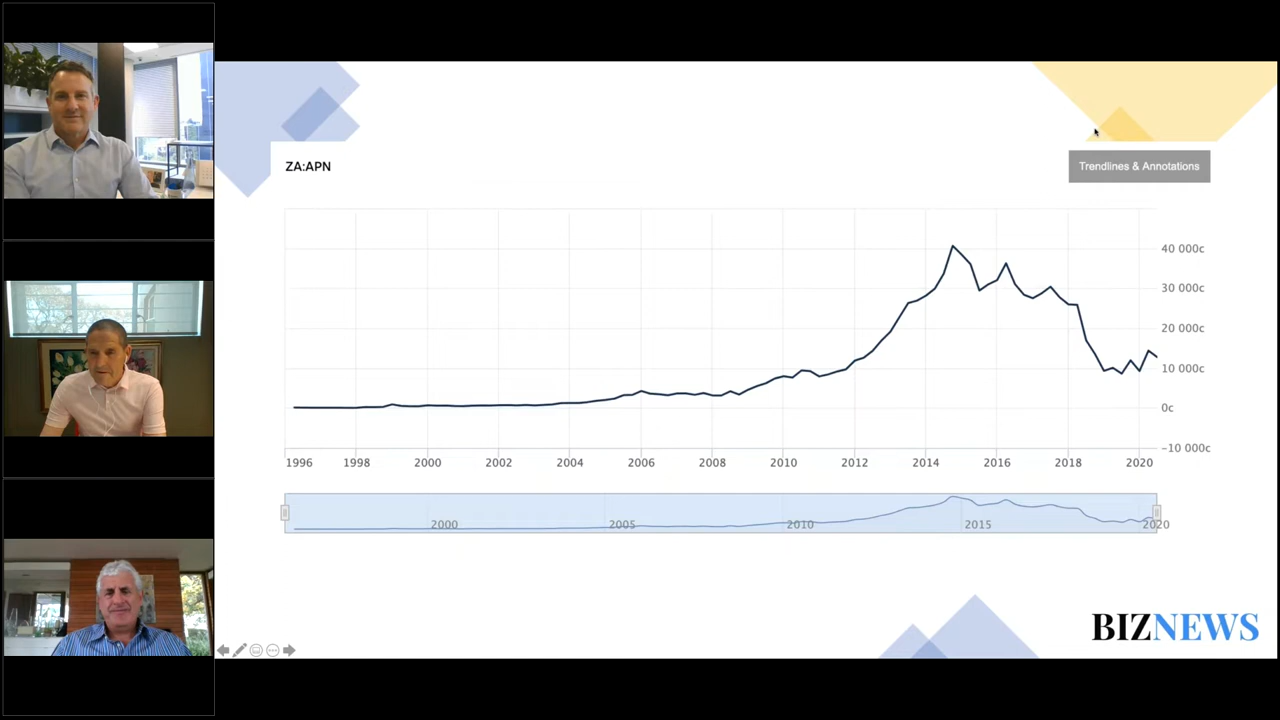 ZA:APN
Trendlines & Annotations
40 000c
30 000c
20 000c
10 000c
0c
-10 000c
1996 1998 2000 2002 2004 2006 2008 2010 2012 2014 2016 2018 2020
2000 2005 2010 2015 2020
BIZNEWS